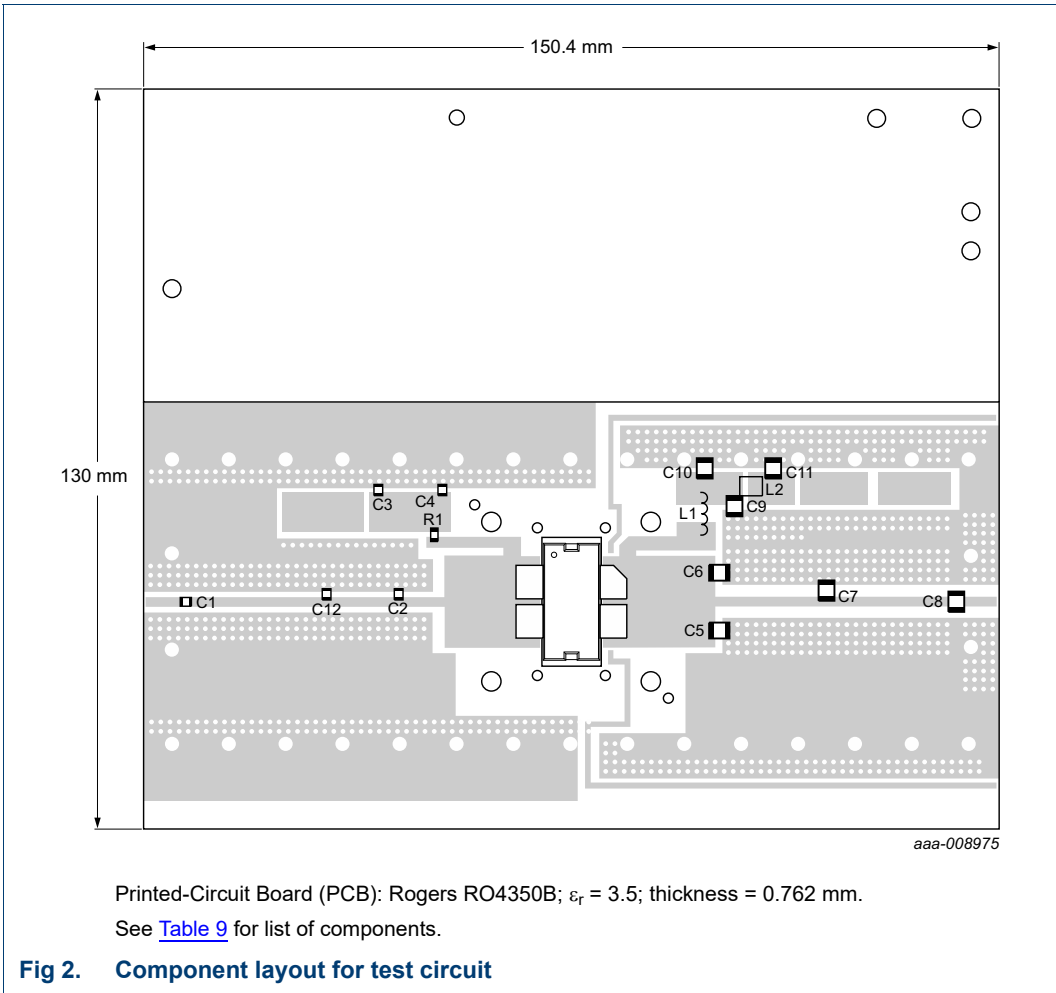 150.4 mm
130 mm
C10
C11
L2
C3
C4
C9
L1
R1
C6
C7
C1
C12
C2
C8
C5
aaa-008975
Printed-Circuit Board (PCB): Rogers RO4350B; εr = 3.5; thickness = 0.762 mm.
See Table 9 for list of components.
Fig 2. Component layout for test circuit